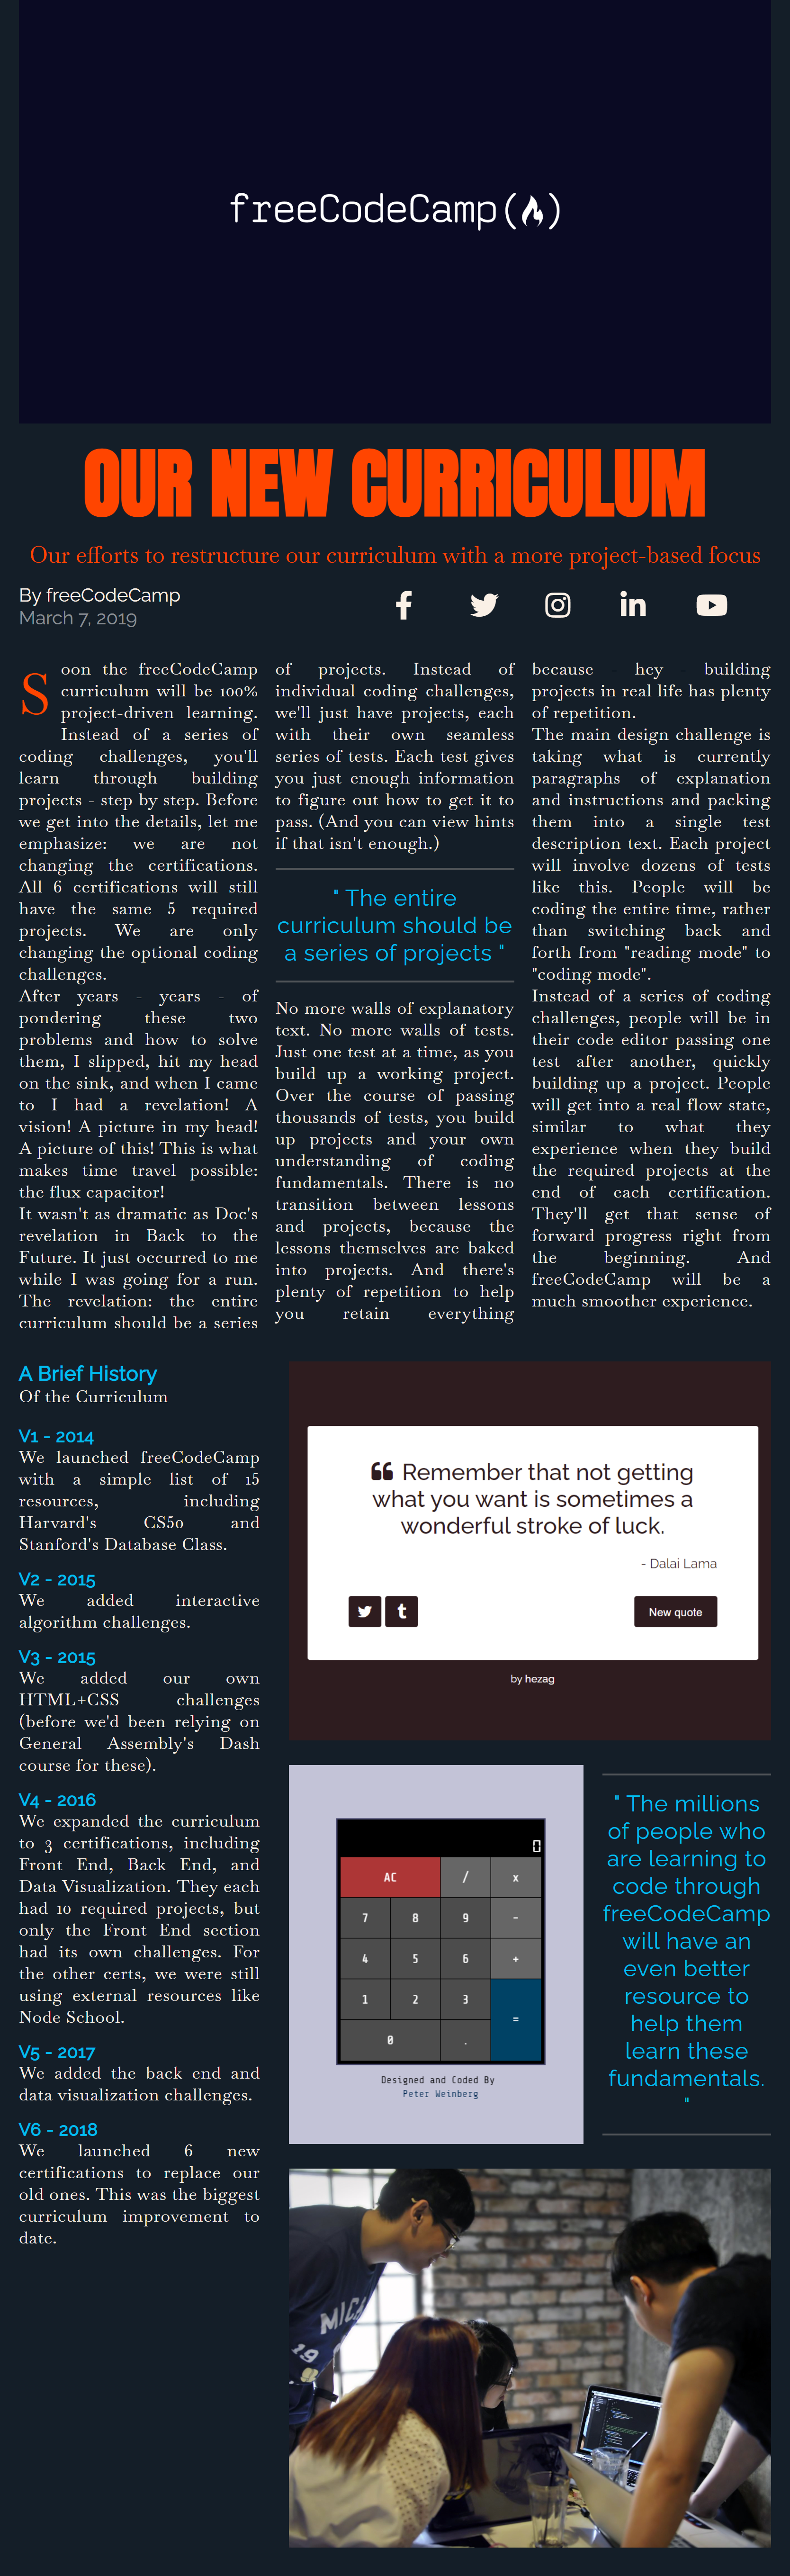 freeCodeCamp(🔥)
OUR NEW CURRICULUM
Our efforts to restructure our curriculum with a more project-based focus
By freeCodeCamp
March 7, 2019
Soon the freeCodeCamp
curriculum will be 100%
project-driven learning.
Instead of a series of
coding challenges, you'll
learn through building
projects - step by step. Before
we get into the details, let me
emphasize: we are not
changing the certifications.
All 6 certifications will still
have the same 5 required
projects. We are only
changing the optional coding
challenges.
After years - years - of
pondering these two
problems and how to solve
them, I slipped, hit my head
on the sink, and when I came
to I had a revelation! A
vision! A picture in my head!
A picture of this! This is what
makes time travel possible:
the flux capacitor!
It wasn't as dramatic as Doc's
revelation in Back to the
Future. It just occurred to me
while I was going for a run.
The revelation: the entire
curriculum should be a series
of projects. Instead of
individual coding challenges,
we'll just have projects, each
with their own seamless
series of tests. Each test gives
you just enough information
to figure out how to get it to
pass. (And you can view hints
if that isn't enough.)
" The entire
curriculum should be
a series of projects "
No more walls of explanatory
text. No more walls of tests.
Just one test at a time, as you
build up a working project.
Over the course of passing
thousands of tests, you build
up projects and your own
understanding of coding
fundamentals. There is no
transition between lessons
and projects, because the
lessons themselves are baked
into projects. And there's
plenty of repetition to help
you retain everything
because - hey - building
projects in real life has plenty
of repetition.
The main design challenge is
taking what is currently
paragraphs of explanation
and instructions and packing
them into a single test
description text. Each project
will involve dozens of tests
like this. People will be
coding the entire time, rather
than switching back and
forth from "reading mode" to
"coding mode".
Instead of a series of coding
challenges, people will be in
their code editor passing one
test after another, quickly
building up a project. People
will get into a real flow state,
similar to what they
experience when they build
the required projects at the
end of each certification.
They'll get that sense of
forward progress right from
the beginning. And
freeCodeCamp will be a
much smoother experience.
A Brief History
Of the Curriculum
V1 - 2014
We launched freeCodeCamp
with a simple list of 15
resources, including
Harvard's CS50 and
Stanford's Database Class.
V2 - 2015
We added interactive
algorithm challenges.
V3 - 2015
We added our own
HTML+CSS challenges
(before we'd been relying on
General Assembly's Dash
course for these).
V4 - 2016
We expanded the curriculum
to 3 certifications, including
Front End, Back End, and
Data Visualization. They each
had 10 required projects, but
only the Front End section
had its own challenges. For
the other certs, we were still
using external resources like
Node School.
V5 - 2017
We added the back end and
data visualization challenges.
V6 - 2018
We launched 6 new
certifications to replace our
old ones. This was the biggest
curriculum improvement to
date.
“ Remember that not getting
what you want is sometimes a
wonderful stroke of luck.
- Dalai Lama
New quote
by hezag
0
AC / x
7 8 9 -
4 5 6 +
1 2 3 =
0 .
Designed and Coded By
Peter Weinberg
" The millions
of people who
are learning to
code through
freeCodeCamp
will have an
even better
resource to
help them
learn these
fundamentals.
"
MICH
19